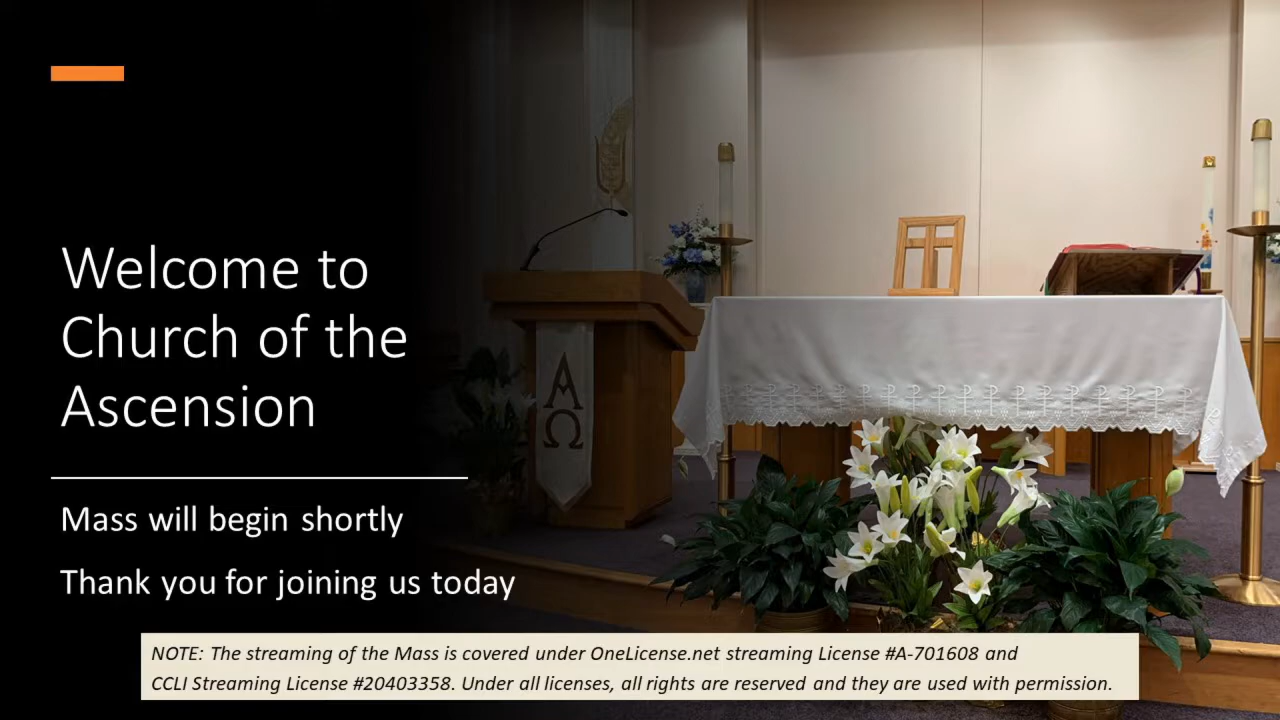 Welcome to
Church of the
Ascension
Mass will begin shortly
Thank you for joining us today
Α
Ω
NOTE: The streaming of the Mass is covered under OneLicense.net streaming License #A-701608 and
CCLI Streaming License #20403358. Under all licenses, all rights are reserved and they are used with permission.